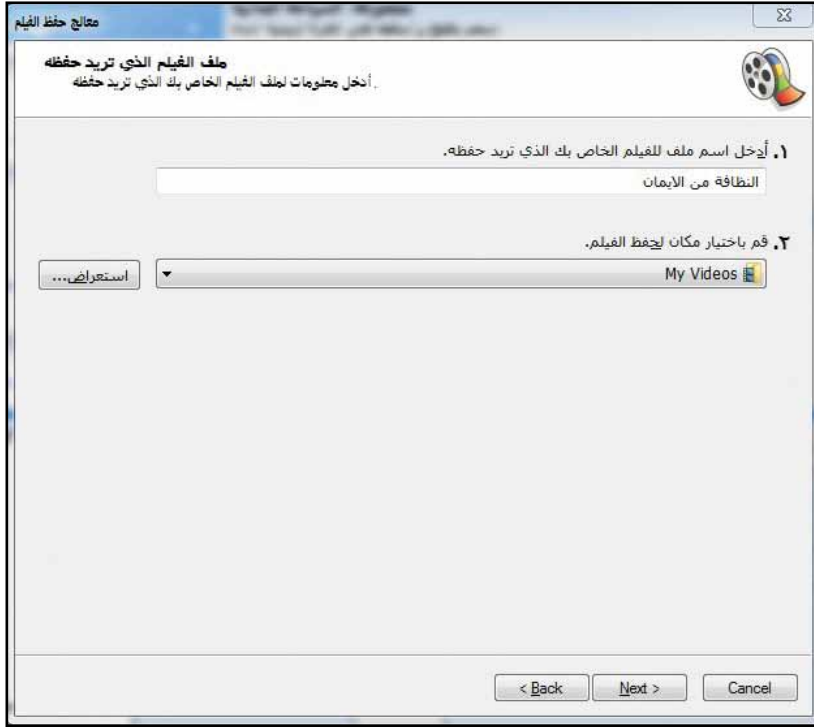 معالج حفظ الفيلم
ملف الفيلم الذي تريد حفظه
أدخل معلومات لملف الفيلم الخاص بك الذي تريد حفظه.
١. أدخل اسم ملف للفيلم الخاص بك الذي تريد حفظه.
النظافة من الايمان
٢. قم باختيار مكان لحفظ الفيلم.
My Videos
استعراض...
< Back
Next >
Cancel